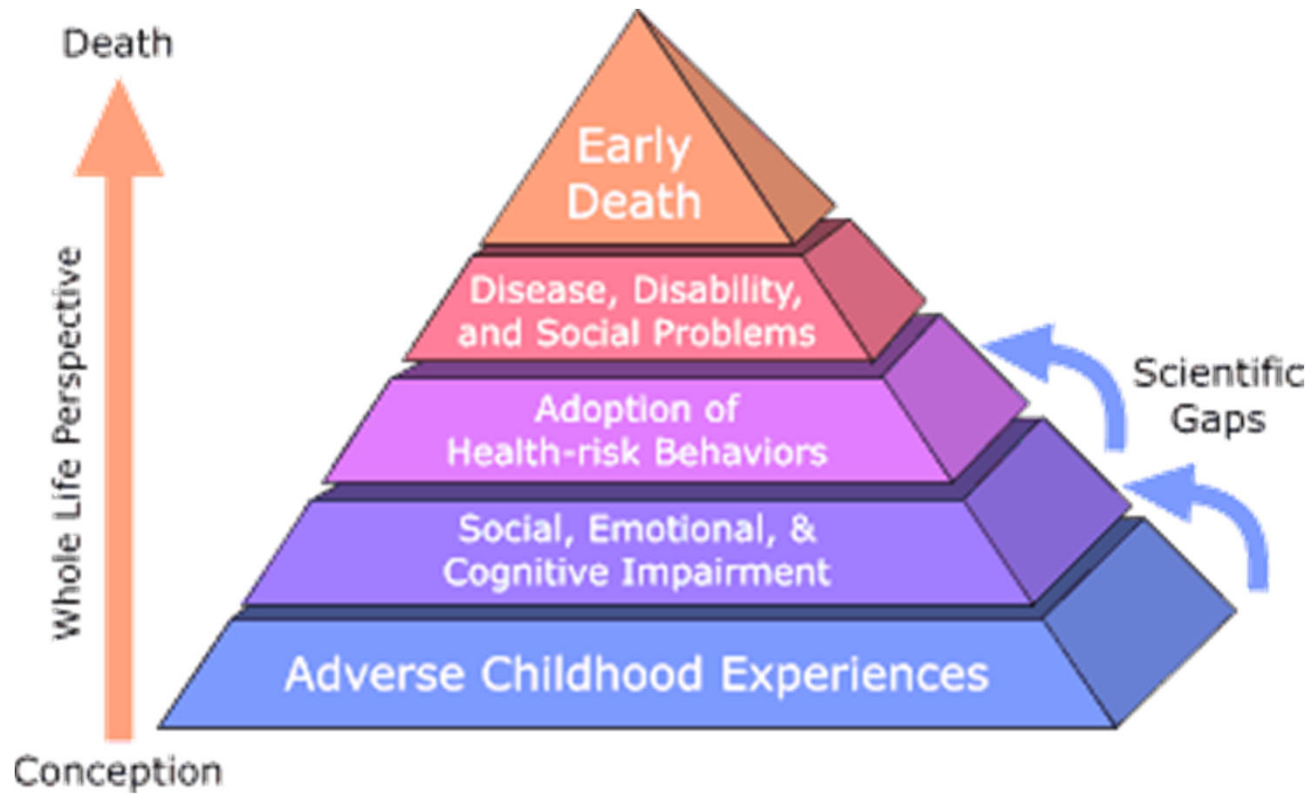 Death
Whole Life Perspective
Conception
Early
Death
Disease, Disability,
and Social Problems
Adoption of
Health-risk Behaviors
Social, Emotional, &
Cognitive Impairment
Adverse Childhood Experiences
Scientific
Gaps